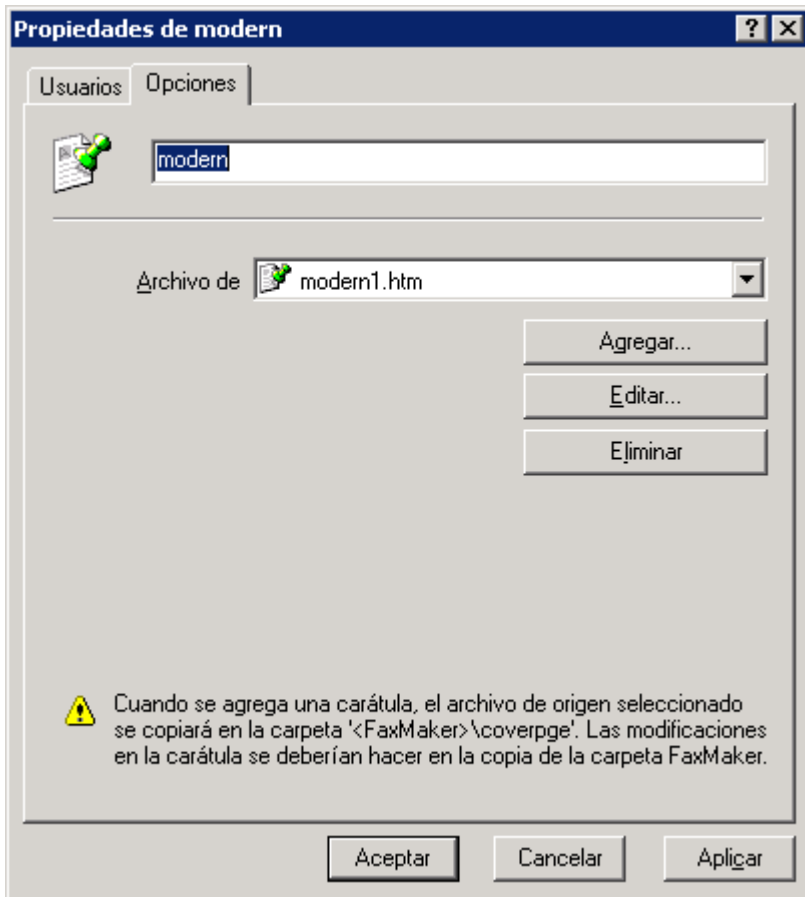 Propiedades de modern
Usuarios Opciones
modern
Archivo de modern1.htm
Agregar...
Editar...
Eliminar
Cuando se agrega una carátula, el archivo de origen seleccionado
se copiará en la carpeta '<FaxMaker>\coverpge'. Las modificaciones
en la carátula se deberían hacer en la copia de la carpeta FaxMaker.
Aceptar Cancelar Aplicar